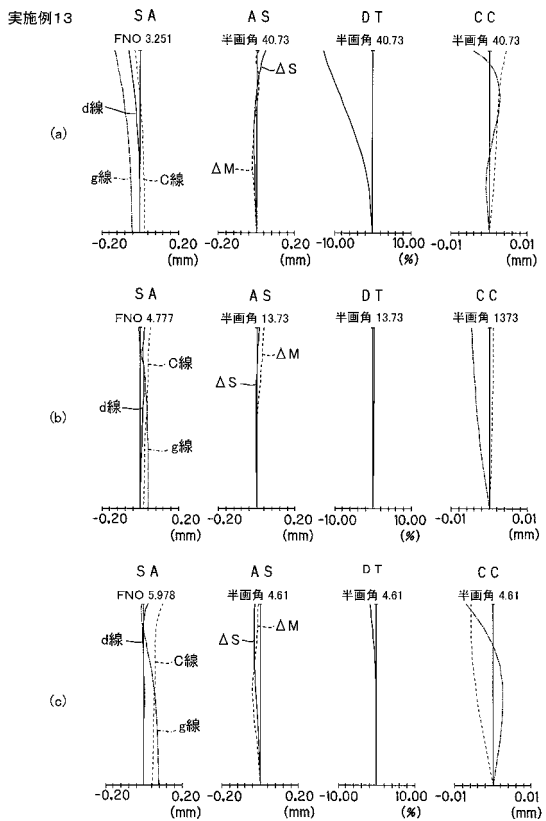 実施例13
SA AS DT CC
FNO 3.251 半画角 40.73 半画角 40.73 半画角 40.73
ΔS
d線
(a)
ΔM
g線 C線
-0.20 0.20 -0.20 0.20 -10.00 10.00 -0.01 0.01
(mm) (mm) (%) (mm)
SA AS DT CC
FNO 4.777 半画角 13.73 半画角 13.73 半画角 1373
C線 ΔM
ΔS
d線
(b)
g線
-0.20 0.20 -0.20 0.20 -10.00 10.00 -0.01 0.01
(mm) (mm) (%) (mm)
SA AS DT CC
FNO 5.978 半画角 4.61 半画角 4.61 半画角 4.61
d線 ΔS ΔM
C線
(c)
g線
-0.20 0.20 -0.20 0.20 -10.00 10.00 -0.01 0.01
(mm) (mm) (%) (mm)